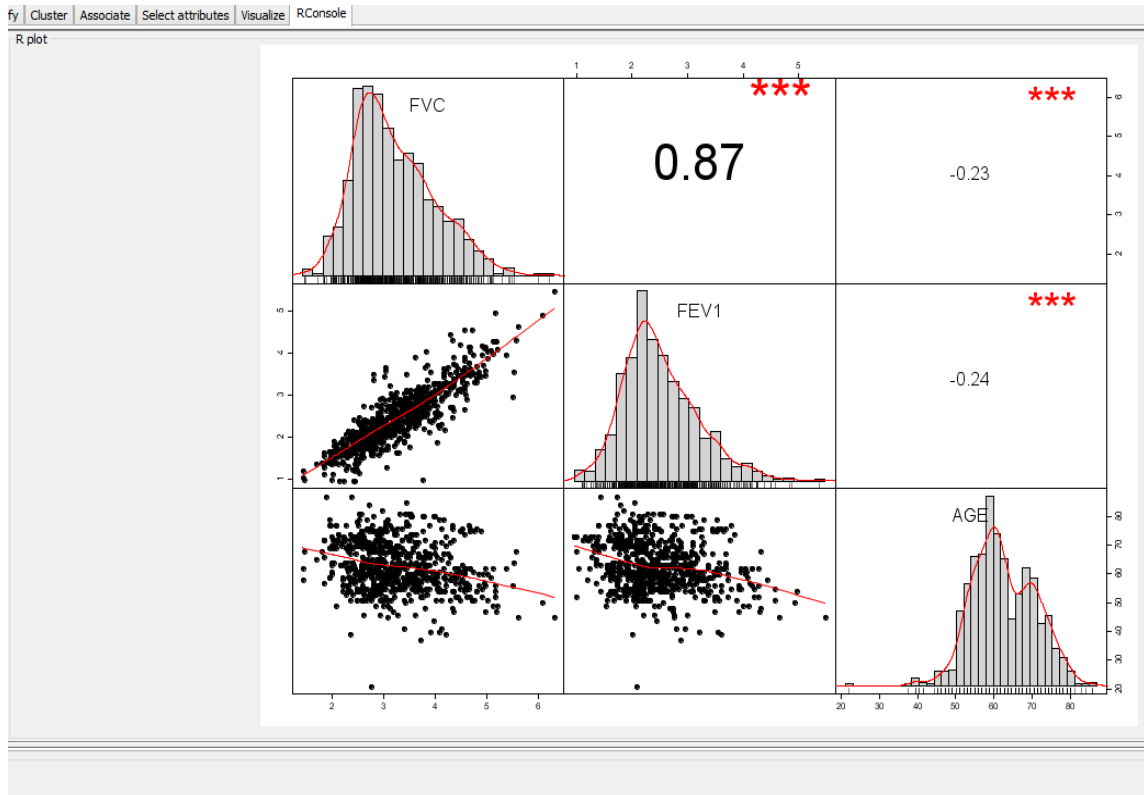 fy Cluster Associate Select attributes Visualize RConsole
R plot
1 2 3 4 5
FVC
***
0.87
***
-0.23
6
5
4
3
2
5
4
3
2
1
FEV1
***
-0.24
AGE
80
70
60
50
40
30
20
2 3 4 5 6
20 30 40 50 60 70 80